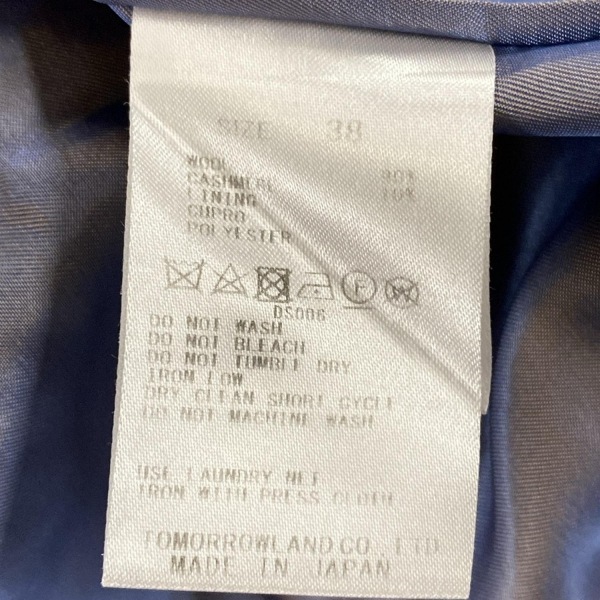 SIZE 38
WOOL 90%
CASHMERE 10%
LINING
CUPRO
POLYESTER
DS006
DO NOT WASH
DO NOT BLEACH
DO NOT TUMBLE DRY
IRON LOW
DRY CLEAN SHORT CYCLE
DO NOT MACHINE WASH
USE LAUNDRY NET
IRON WITH PRESS CLOTH
TOMORROWLAND CO. LTD
MADE IN JAPAN